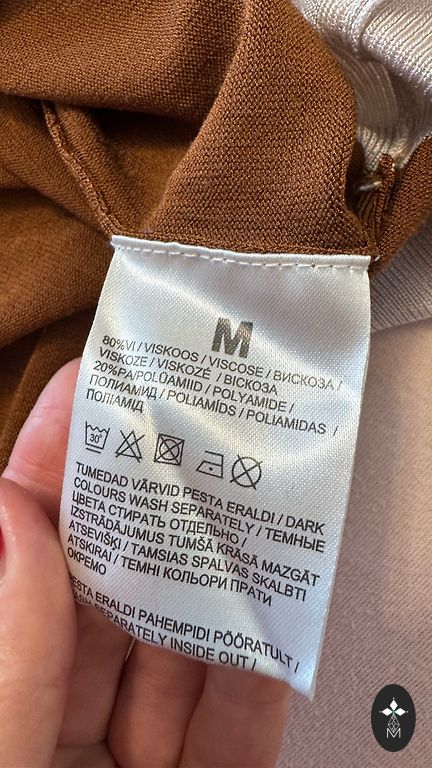 M
80%VI / VISKOOS / VISCOSE / ВИСКОЗА /
VISKOZE / VISKOZĖ / ВІСКОЗА
20%PA/POLÜAMIID / POLYAMIDE /
ПОЛИАМИД / POLIAMĪDS / POLIAMIDAS /
ПОЛІАМІД
30°
TUMEDAD VÄRVID PESTA ERALDI / DARK
COLOURS WASH SEPARATELY / ТЕМНЫЕ
ЦВЕТА СТИРАТЬ ОТДЕЛЬНО /
IZSTRĀDĀJUMUS TUMŠĀ KRĀSĀ MAZGĀT
ATSEVIŠĶI / TAMSIAS SPALVAS SKALBTI
ATSKIRAI / ТЕМНІ КОЛЬОРИ ПРАТИ
ОКРЕМО
PESTA ERALDI PAHEMPIDI PÖÖRATULT /
SEPARATELY INSIDE OUT /
M